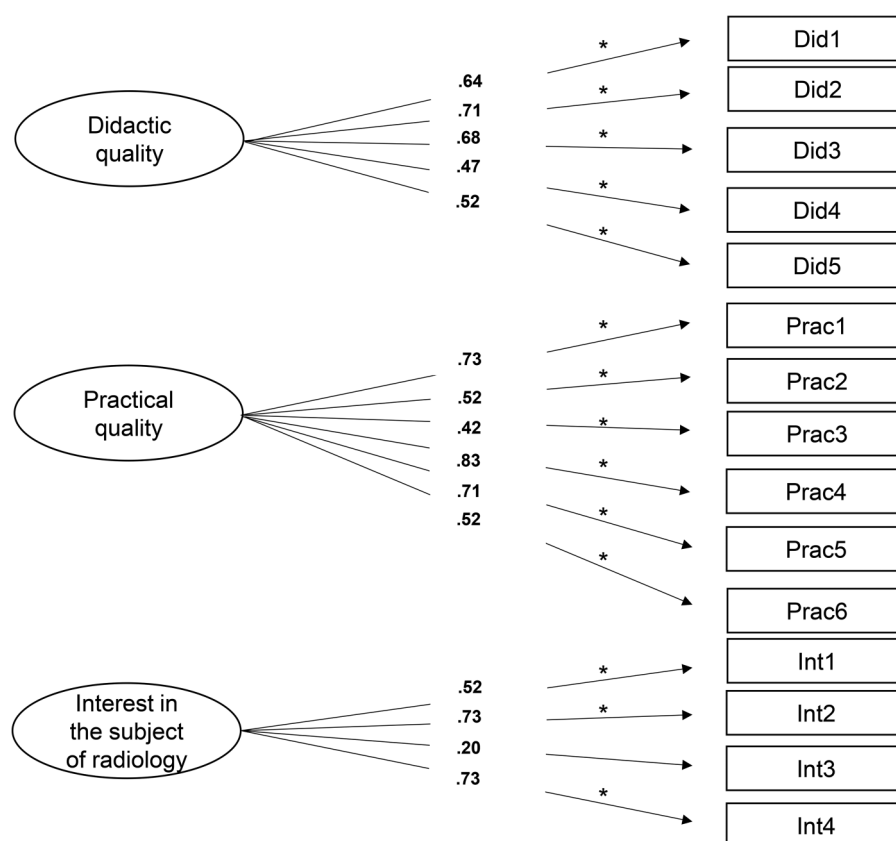 Didactic
quality
.64
.71
.68
.47
.52
*
*
*
*
*
Did1
Did2
Did3
Did4
Did5
Practical
quality
.73
.52
.42
.83
.71
.52
*
*
*
*
*
*
Prac1
Prac2
Prac3
Prac4
Prac5
Prac6
Interest in
the subject
of radiology
.52
.73
.20
.73
*
*
*
Int1
Int2
Int3
Int4